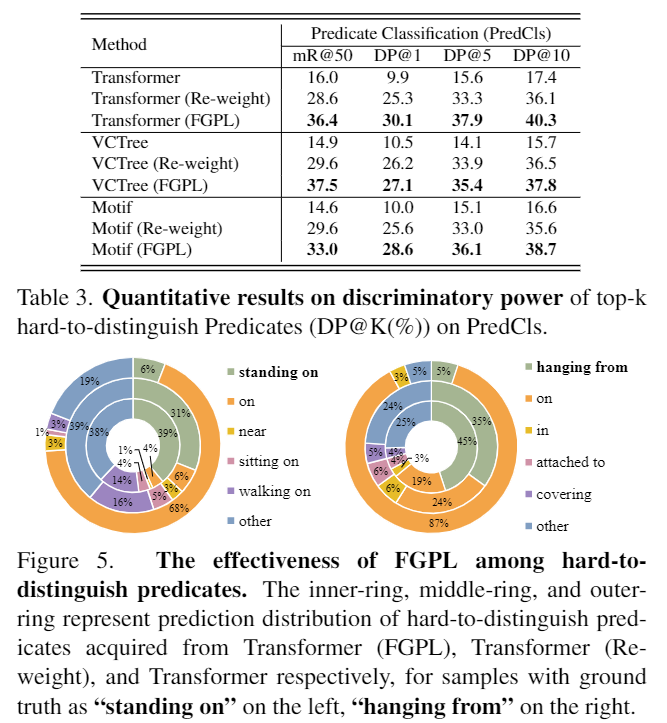 Method Predicate Classification (PredCls)
mR@50 DP@1 DP@5 DP@10
Transformer 16.0 9.9 15.6 17.4
Transformer (Re-weight) 28.6 25.3 33.3 36.1
Transformer (FGPL) 36.4 30.1 37.9 40.3
VCTree 14.9 10.5 14.1 15.7
VCTree (Re-weight) 29.6 26.2 33.9 36.5
VCTree (FGPL) 37.5 27.1 35.4 37.8
Motif 14.6 10.0 15.1 16.6
Motif (Re-weight) 29.6 25.6 33.0 35.6
Motif (FGPL) 33.0 28.6 36.1 38.7
Table 3. Quantitative results on discriminatory power of top-k
hard-to-distinguish Predicates (DP@K(%)) on PredCls.
6%
19%
31%
39%
38%
39%
3%
1%
3%
1%
4%
4%
14%
16%
5%
3%
6%
68%
standing on
on
near
sitting on
walking on
other
3%
5%
5%
24%
25%
35%
45%
5%
4%
4%
3%
6%
6%
19%
24%
87%
hanging from
on
in
attached to
covering
other
Figure 5. The effectiveness of FGPL among hard-to-
distinguish predicates. The inner-ring, middle-ring, and outer-
ring represent prediction distribution of hard-to-distinguish pred-
icates acquired from Transformer (FGPL), Transformer (Re-
weight), and Transformer respectively, for samples with ground
truth as “standing on” on the left, “hanging from” on the right.